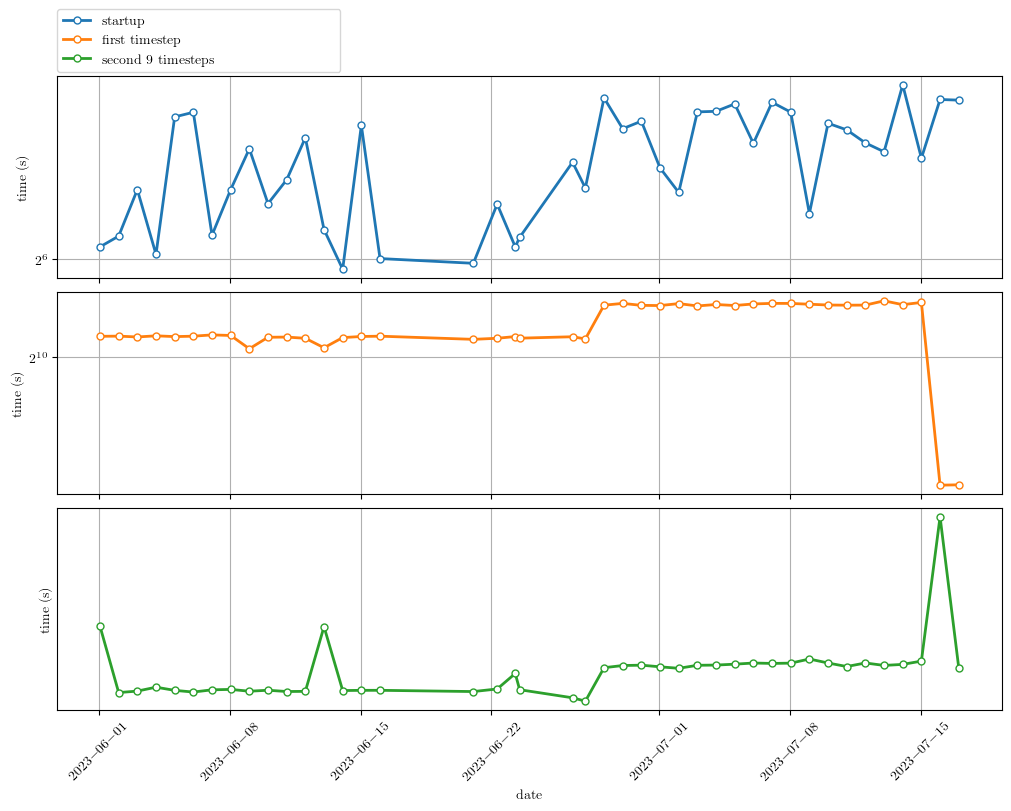 startup
first timestep
second 9 timesteps
time (s)
2^6
time (s)
2^10
time (s)
2023−06−01
2023−06−08
2023−06−15
2023−06−22
2023−07−01
2023−07−08
2023−07−15
date